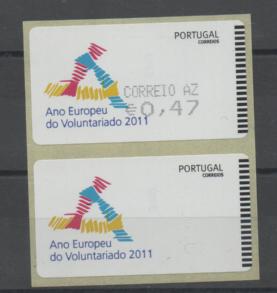 PORTUGAL
CORREIOS
CORREIO AZ
€0,47
Ano Europeu
do Voluntariado 2011
PORTUGAL
CORREIOS
Ano Europeu
do Voluntariado 2011